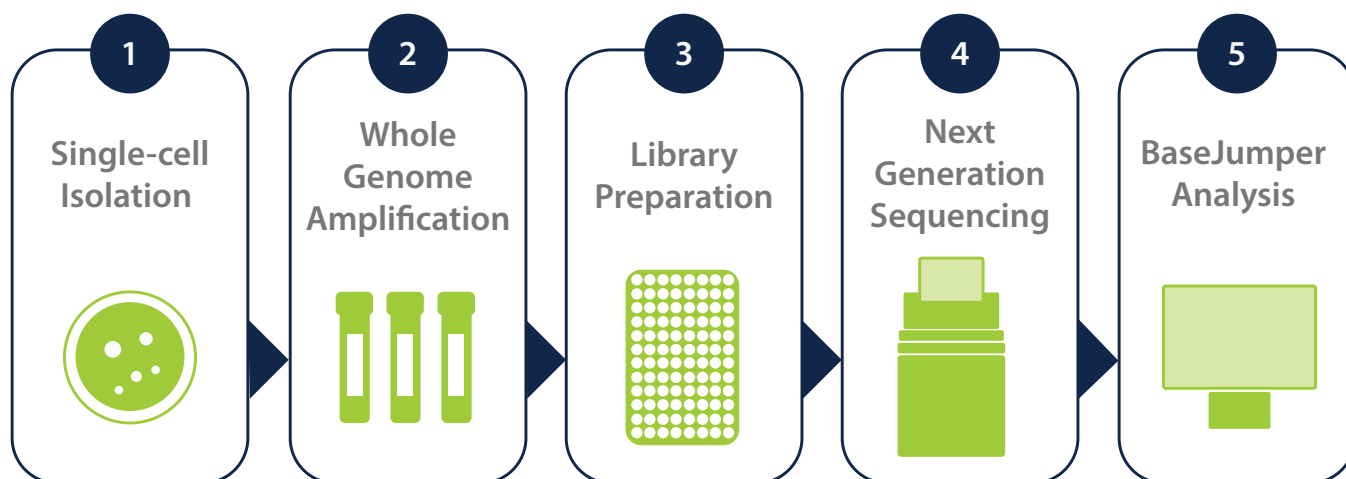 1
Single-cell
Isolation
2
Whole
Genome
Amplification
3
Library
Preparation
4
Next
Generation
Sequencing
5
BaseJumper
Analysis